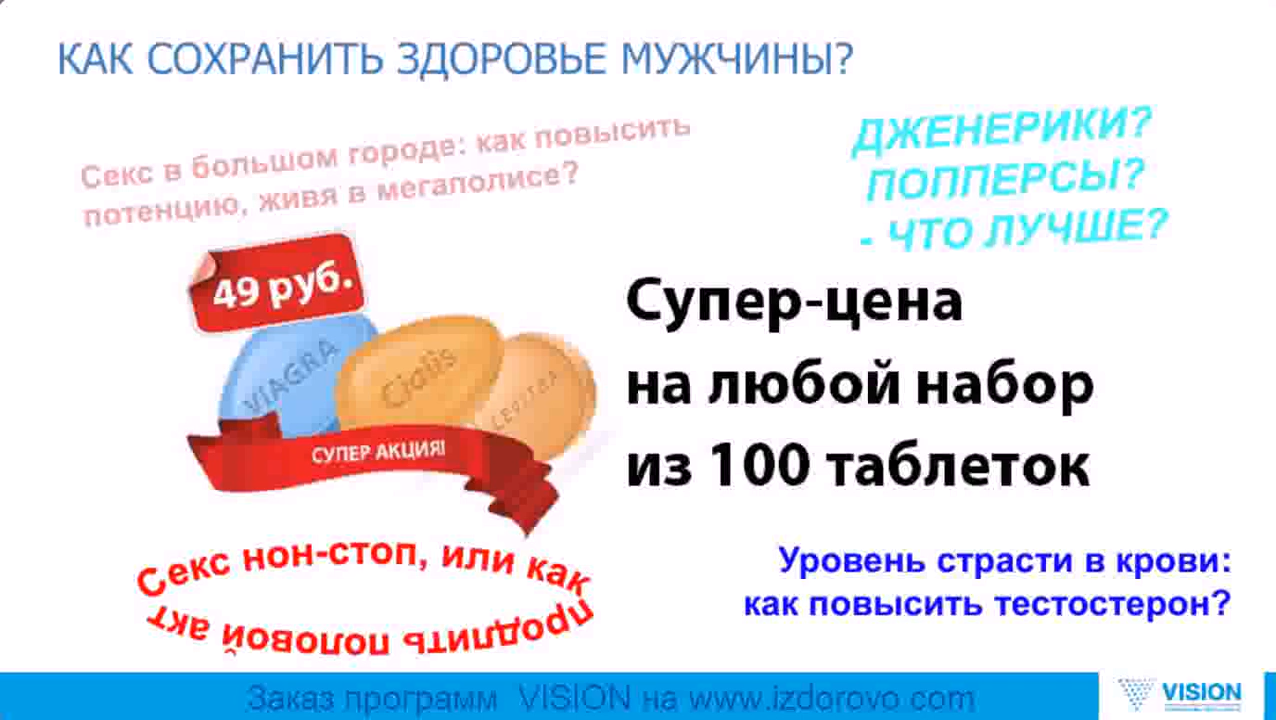 КАК СОХРАНИТЬ ЗДОРОВЬЕ МУЖЧИНЫ?
Секс в большом городе: как повысить
потенцию, живя в мегаполисе?
ДЖЕНЕРИКИ?
ПОППЕРСЫ?
- ЧТО ЛУЧШЕ?
49 руб.
VIAGRA
Cialis
LEVITRA
СУПЕР АКЦИЯ!
Супер-цена
на любой набор
из 100 таблеток
Секс нон-стоп, или как
продлить половой акт
Уровень страсти в крови:
как повысить тестостерон?
Заказ программ VISION на www.izdorovo.com
VISION